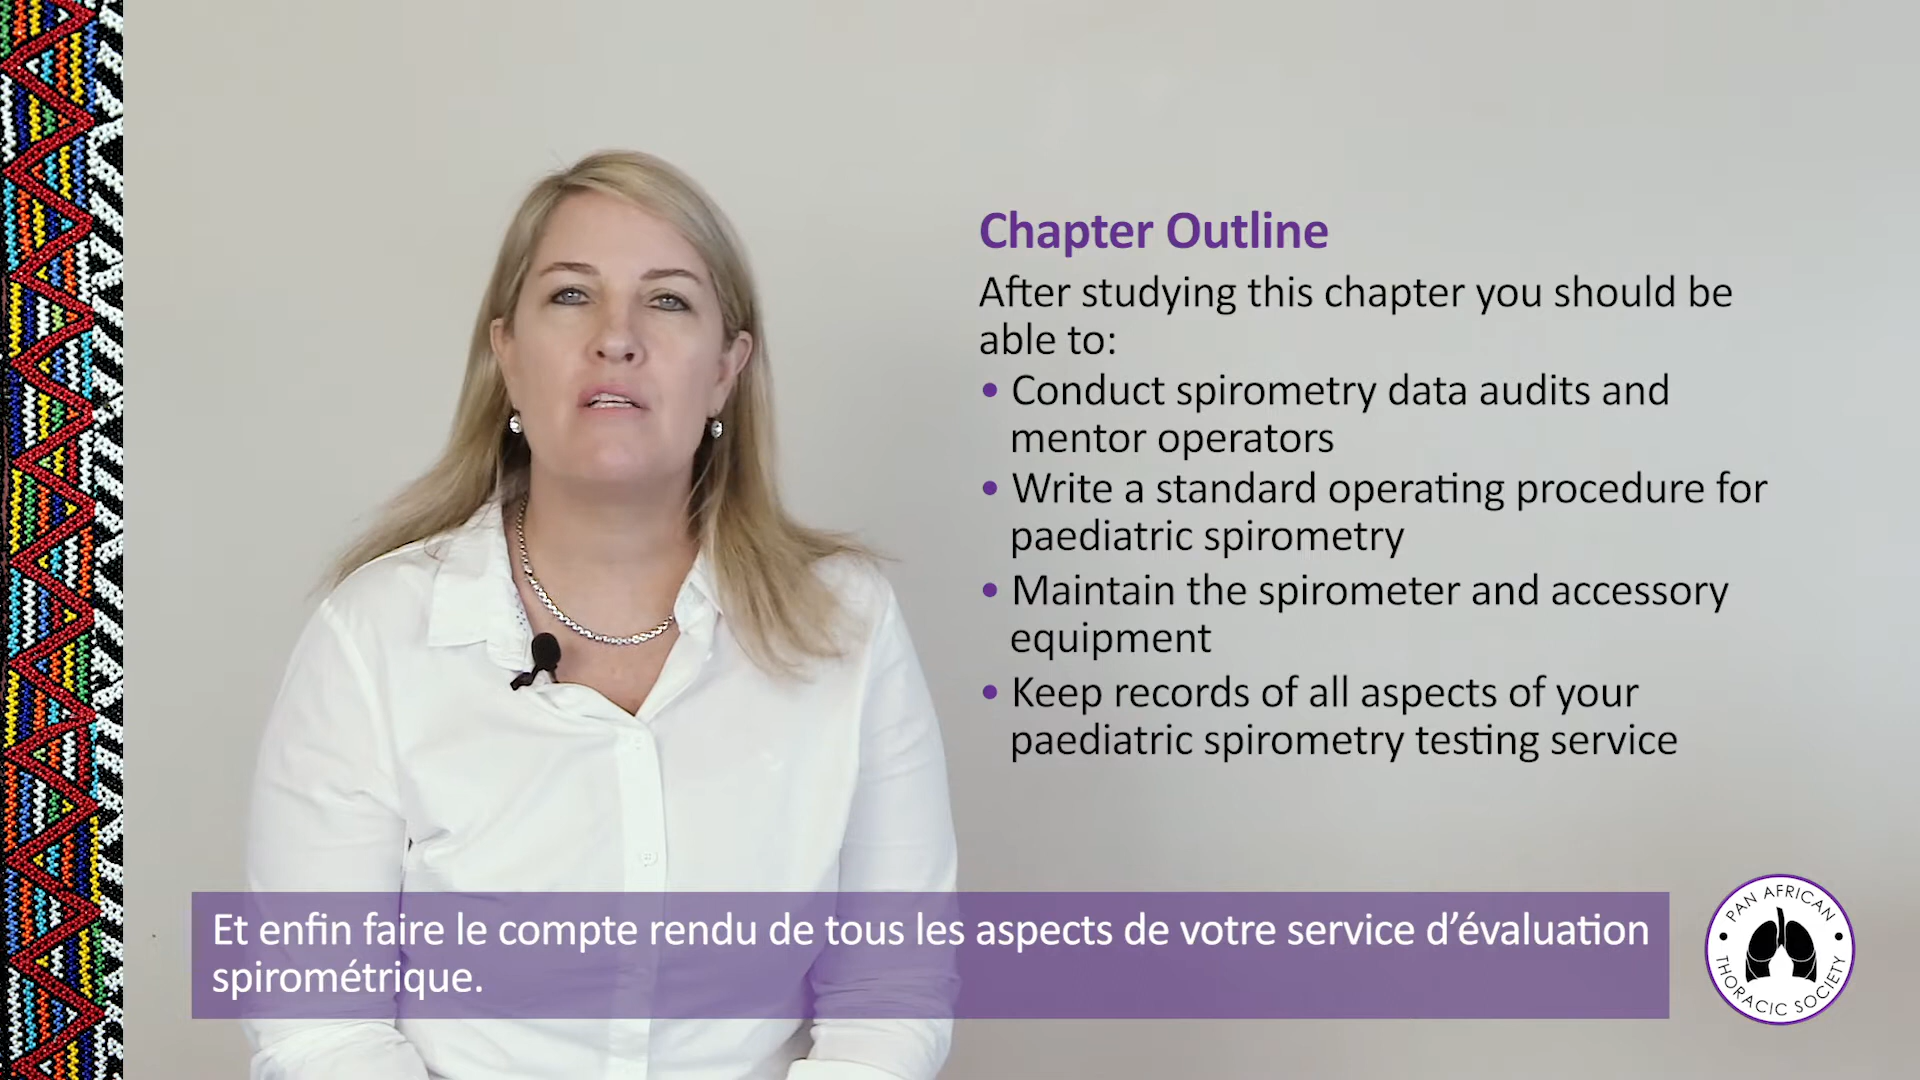 Chapter Outline
After studying this chapter you should be
able to:
• Conduct spirometry data audits and
mentor operators
• Write a standard operating procedure for
paediatric spirometry
• Maintain the spirometer and accessory
equipment
• Keep records of all aspects of your
paediatric spirometry testing service
Et enfin faire le compte rendu de tous les aspects de votre service d’évaluation
spirométrique.
PAN AFRICAN
THORACIC SOCIETY